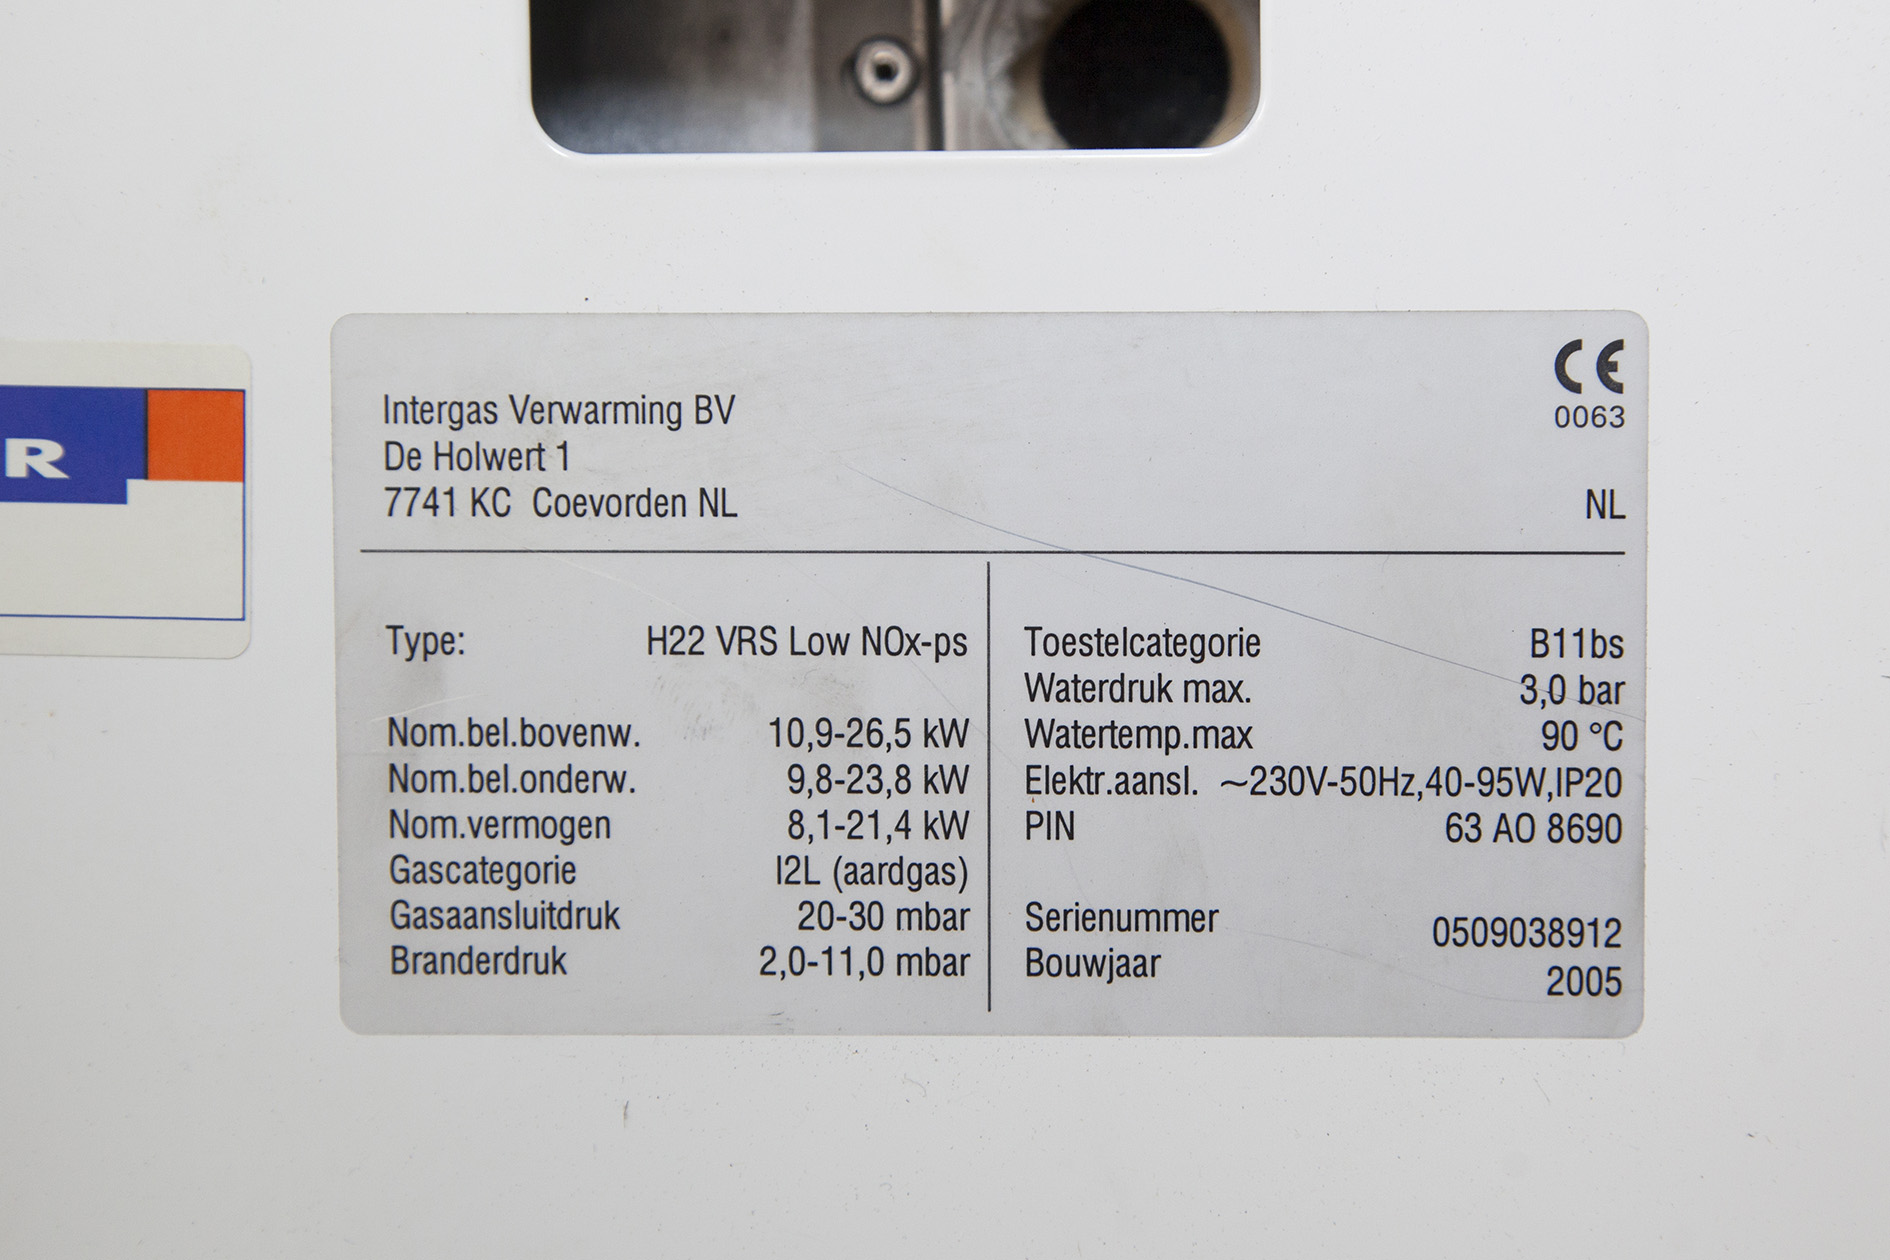 Intergas Verwarming BV
De Holwert 1
7741 KC Coevorden NL
CE
0063
NL
R
Type: H22 VRS Low NOx-ps
Nom.bel.bovenw. 10,9-26,5 kW
Nom.bel.onderw. 9,8-23,8 kW
Nom.vermogen 8,1-21,4 kW
Gascategorie I2L (aardgas)
Gasaansluitdruk 20-30 mbar
Branderdruk 2,0-11,0 mbar
Toestelcategorie B11bs
Waterdruk max. 3,0 bar
Watertemp.max 90 °C
Elektr.aansl. ~230V-50Hz,40-95W,IP20
PIN 63 AO 8690
Serienummer 0509038912
Bouwjaar 2005